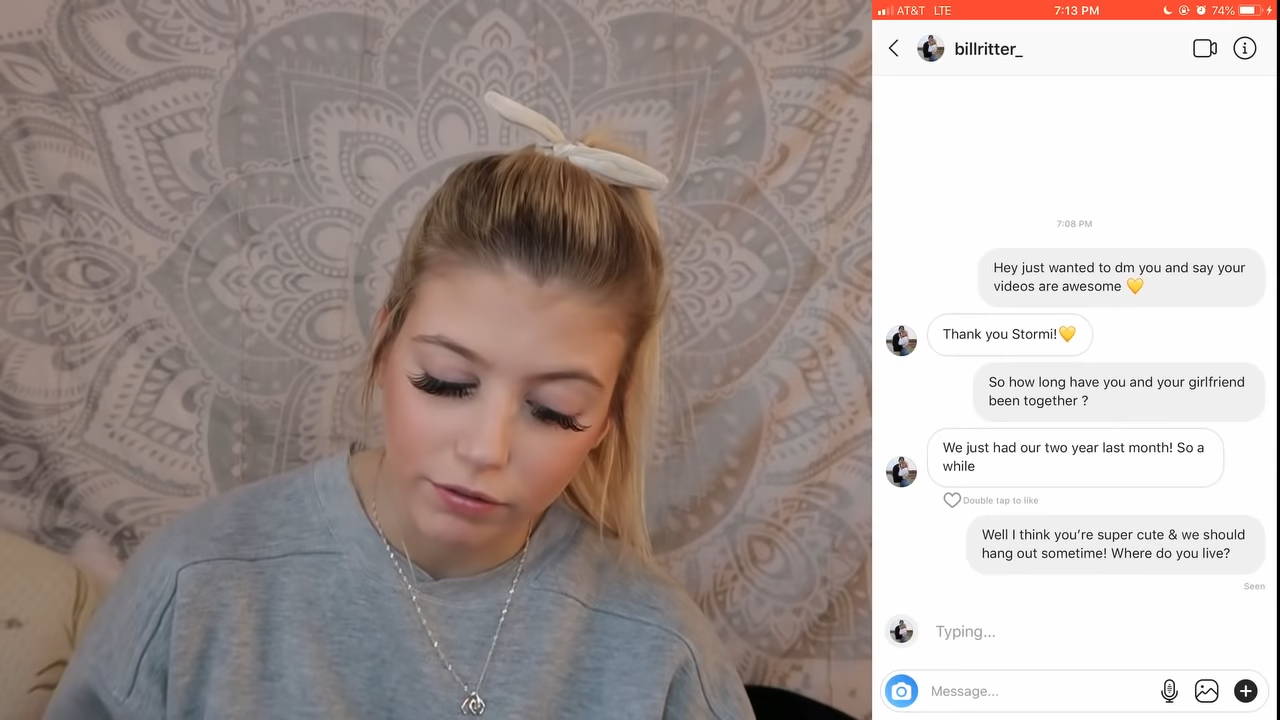 AT&T LTE 7:13 PM 74%
billritter_
7:08 PM
Hey just wanted to dm you and say your
videos are awesome 💛
Thank you Stormi!💛
So how long have you and your girlfriend
been together ?
We just had our two year last month! So a
while
Double tap to like
Well I think you're super cute & we should
hang out sometime! Where do you live?
Seen
Typing...
Message...